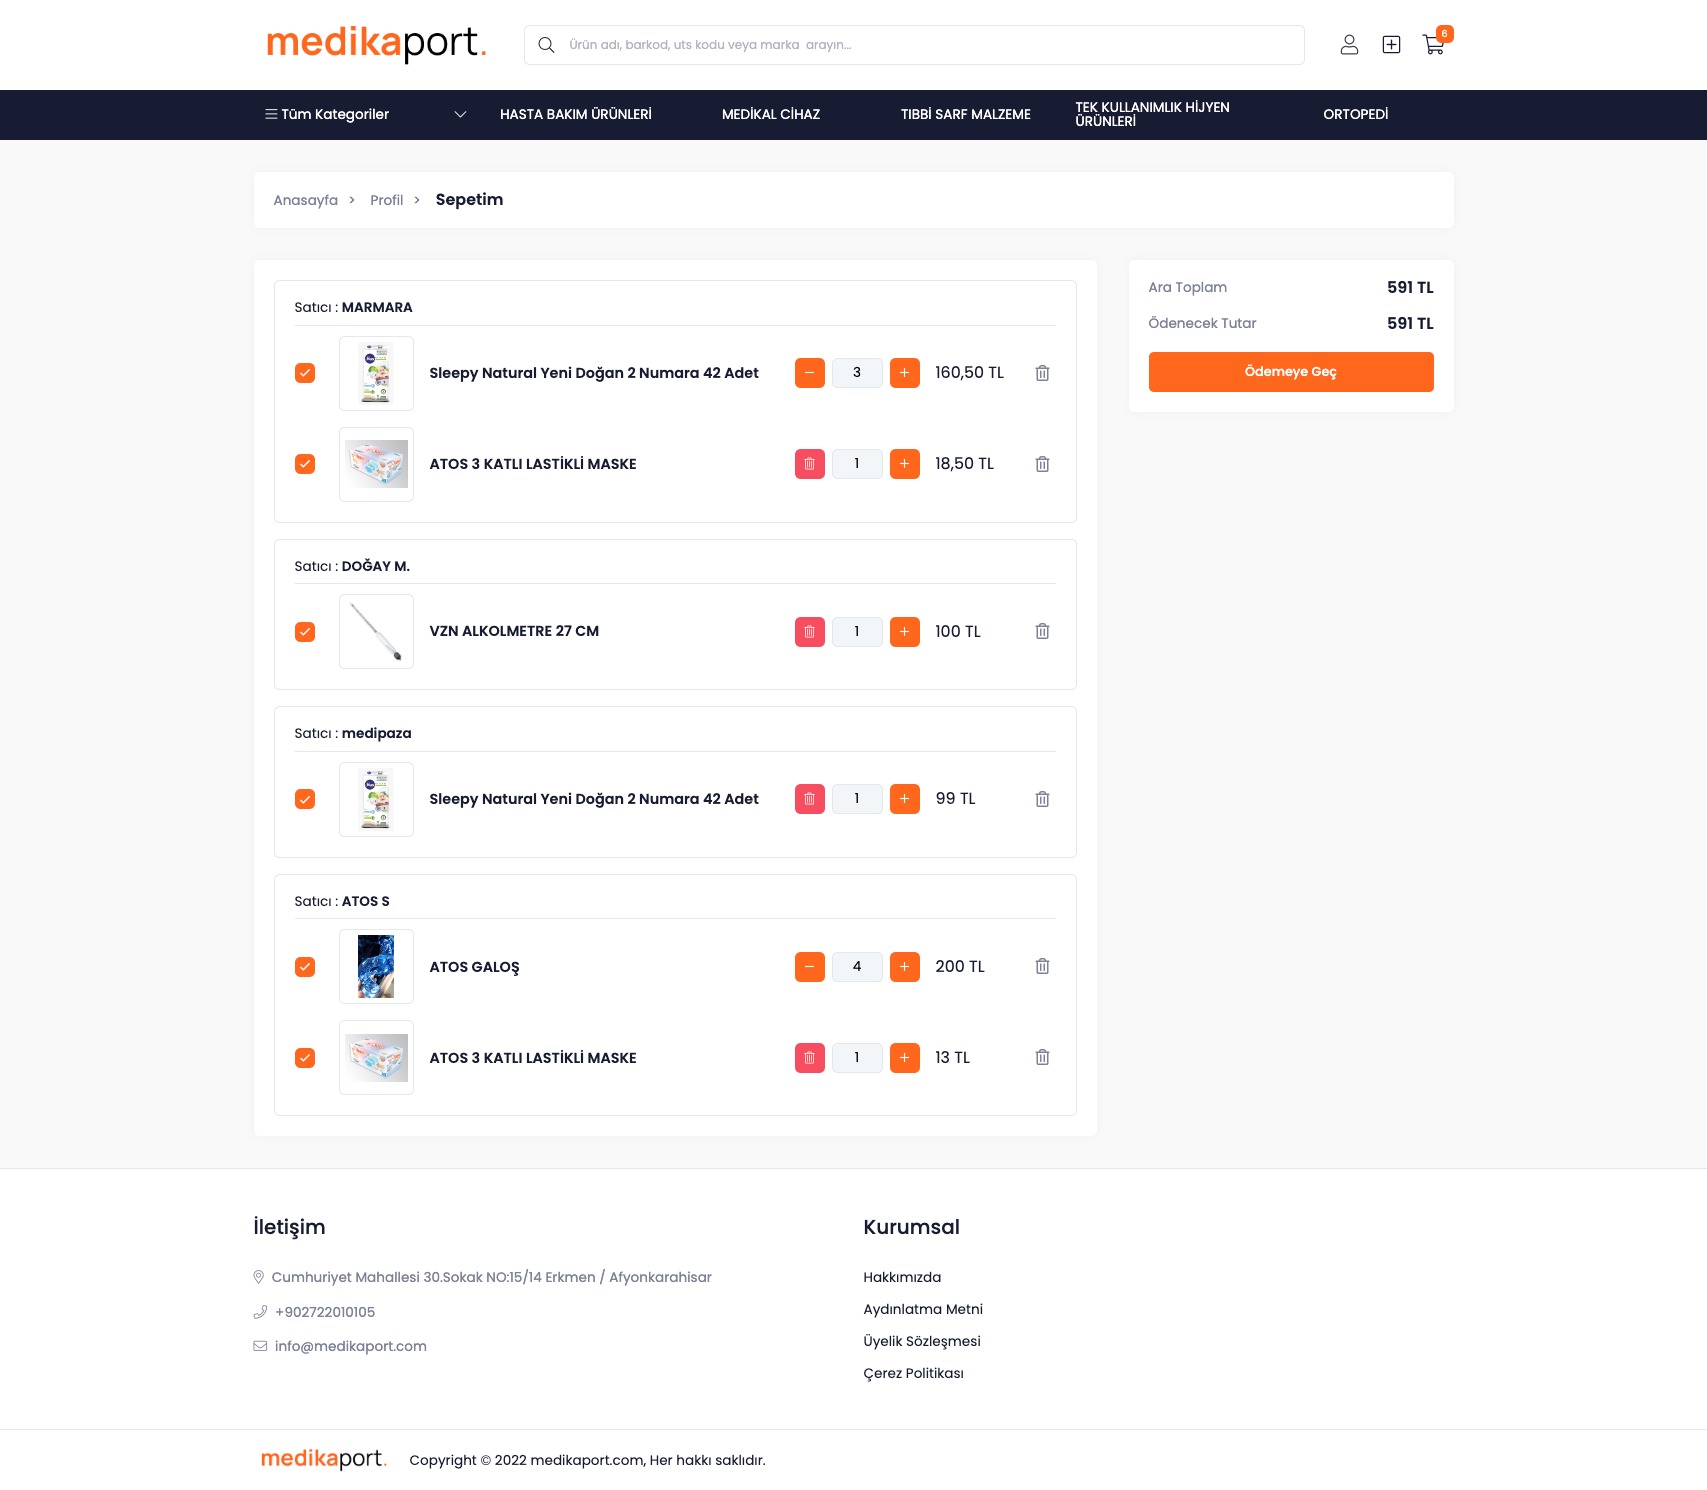 medikaport.
Ürün adı, barkod, uts kodu veya marka arayın...
6
Tüm Kategoriler
HASTA BAKIM ÜRÜNLERİ
MEDİKAL CİHAZ
TIBBİ SARF MALZEME
TEK KULLANIMLIK HİJYEN
ÜRÜNLERİ
ORTOPEDİ
Anasayfa > Profil > Sepetim
Satıcı : MARMARA
Sleepy Natural Yeni Doğan 2 Numara 42 Adet
− 3 + 160,50 TL
ATOS 3 KATLI LASTİKLİ MASKE
1 + 18,50 TL
Satıcı : DOĞAY M.
VZN ALKOLMETRE 27 CM
1 + 100 TL
Satıcı : medipaza
Sleepy Natural Yeni Doğan 2 Numara 42 Adet
1 + 99 TL
Satıcı : ATOS S
ATOS GALOŞ
− 4 + 200 TL
ATOS 3 KATLI LASTİKLİ MASKE
1 + 13 TL
Ara Toplam 591 TL
Ödenecek Tutar 591 TL
Ödemeye Geç
İletişim
Cumhuriyet Mahallesi 30.Sokak NO:15/14 Erkmen / Afyonkarahisar
+902722010105
info@medikaport.com
Kurumsal
Hakkımızda
Aydınlatma Metni
Üyelik Sözleşmesi
Çerez Politikası
medikaport.
Copyright © 2022 medikaport.com, Her hakkı saklıdır.